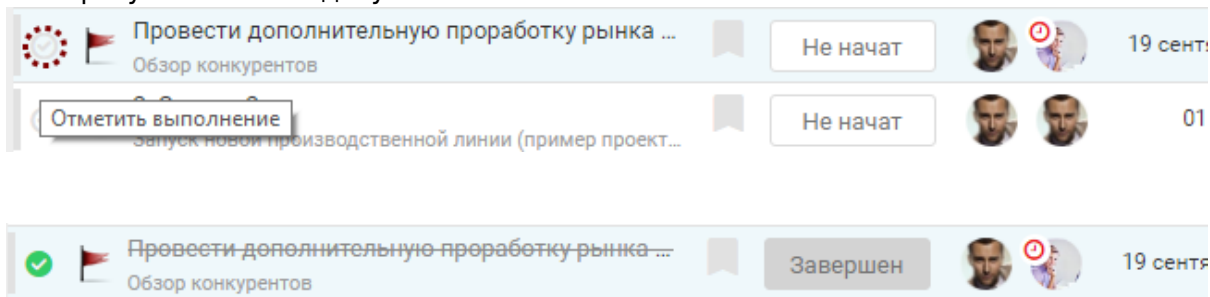 Провести дополнительную проработку рынка ...
Обзор конкурентов
Не начат
19 сентя
Отметить выполнение
Запуск новой производственной линии (пример проект...
Не начат
01
Провести дополнительную проработку рынка ...
Обзор конкурентов
Завершен
19 сентя